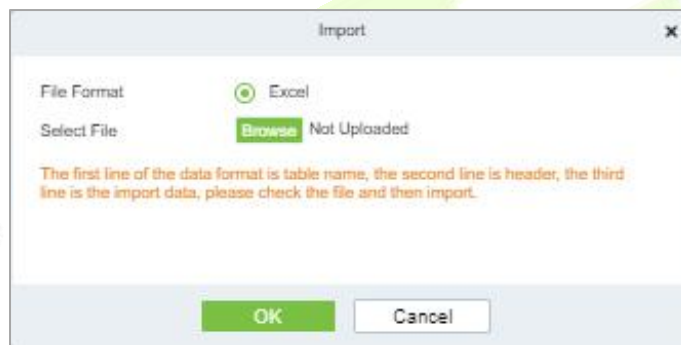 Import
File Format Excel
Select File Browse Not Uploaded
The first line of the data format is table name, the second line is header, the third
line is the import data, please check the file and then import.
OK Cancel